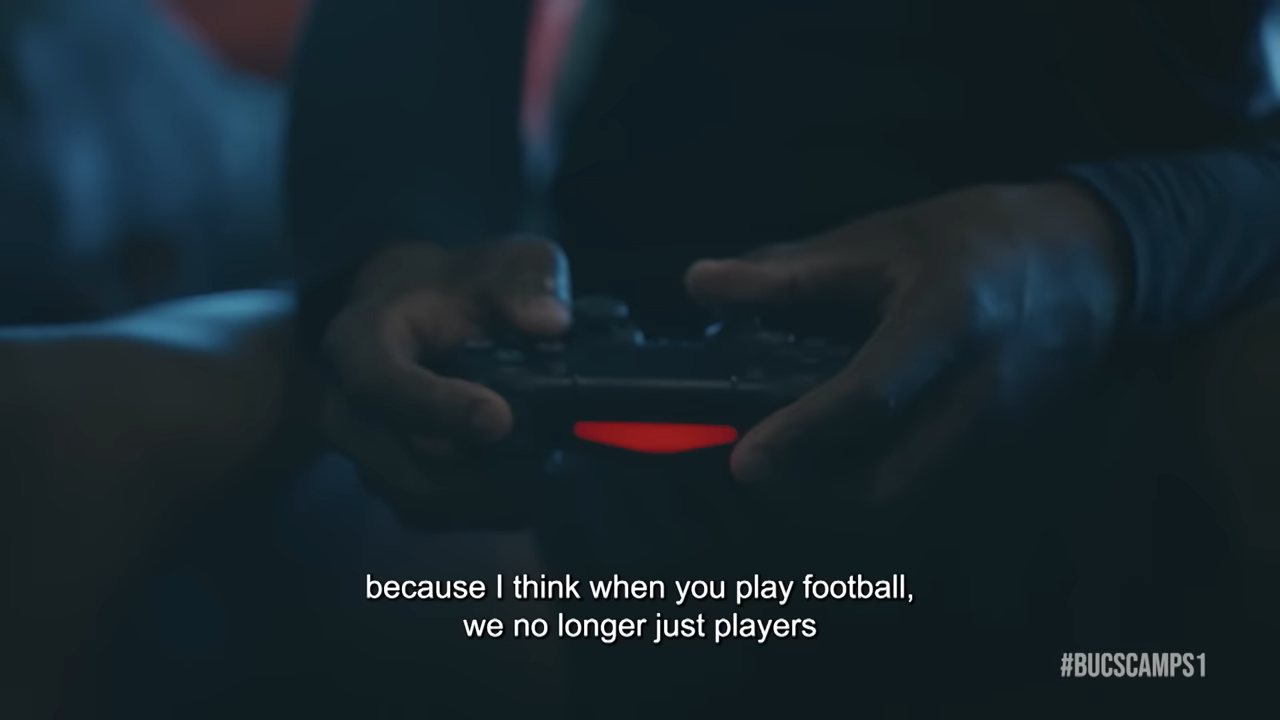 because I think when you play football,
we no longer just players
#BUCSCAMPS1